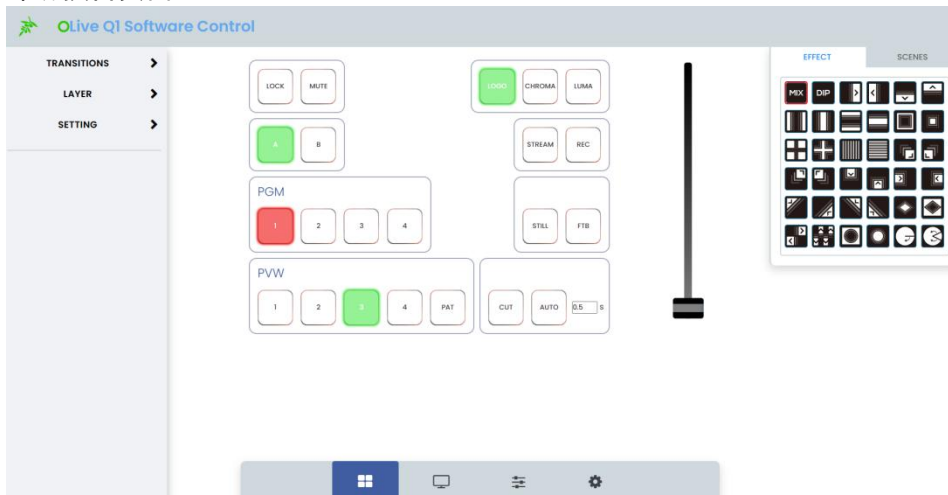 OLive Q1 Software Control
TRANSITIONS
LAYER
SETTING
LOCK MUTE
LOGO CHROMA LUMA
A B
STREAM REC
PGM
1 2 3 4
STILL FTB
PVW
1 2 3 4 PAT
CUT AUTO 0.5 S
EFFECT SCENES
MIX DIP